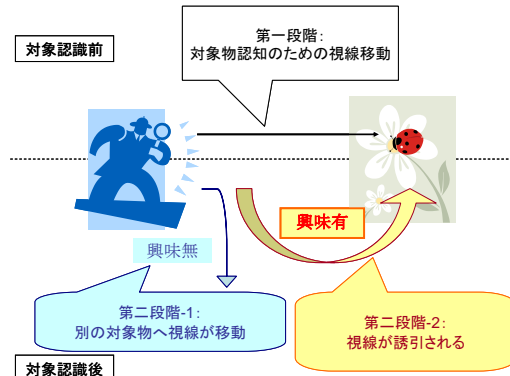 対象認識前
第一段階:
対象物認知のための視線移動
興味有
興味無
第二段階-1:
別の対象物へ視線が移動
第二段階-2:
視線が誘引される
対象認識後